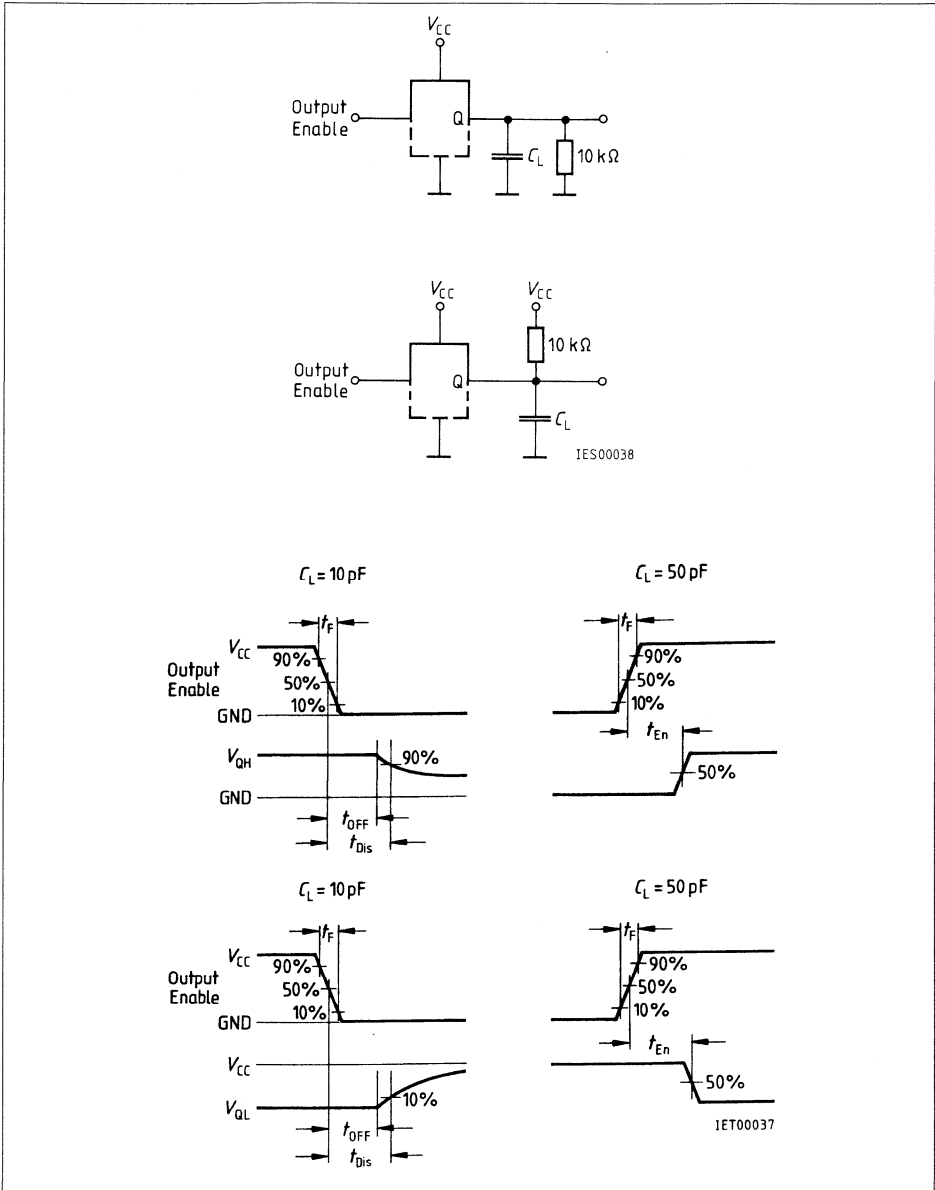 V_CC
Output
Enable
Q
C_L
10 kΩ
V_CC
V_CC
10 kΩ
Output
Enable
Q
C_L
IES00038
C_L = 10 pF
C_L = 50 pF
t_F
t_F
V_CC
90%
90%
Output
Enable
50%
50%
10%
10%
GND
t_En
V_QH
90%
50%
GND
t_OFF
t_Dis
C_L = 10 pF
C_L = 50 pF
t_F
t_F
V_CC
90%
90%
Output
Enable
50%
50%
10%
10%
GND
t_En
V_CC
50%
10%
V_QL
t_OFF
IET00037
t_Dis